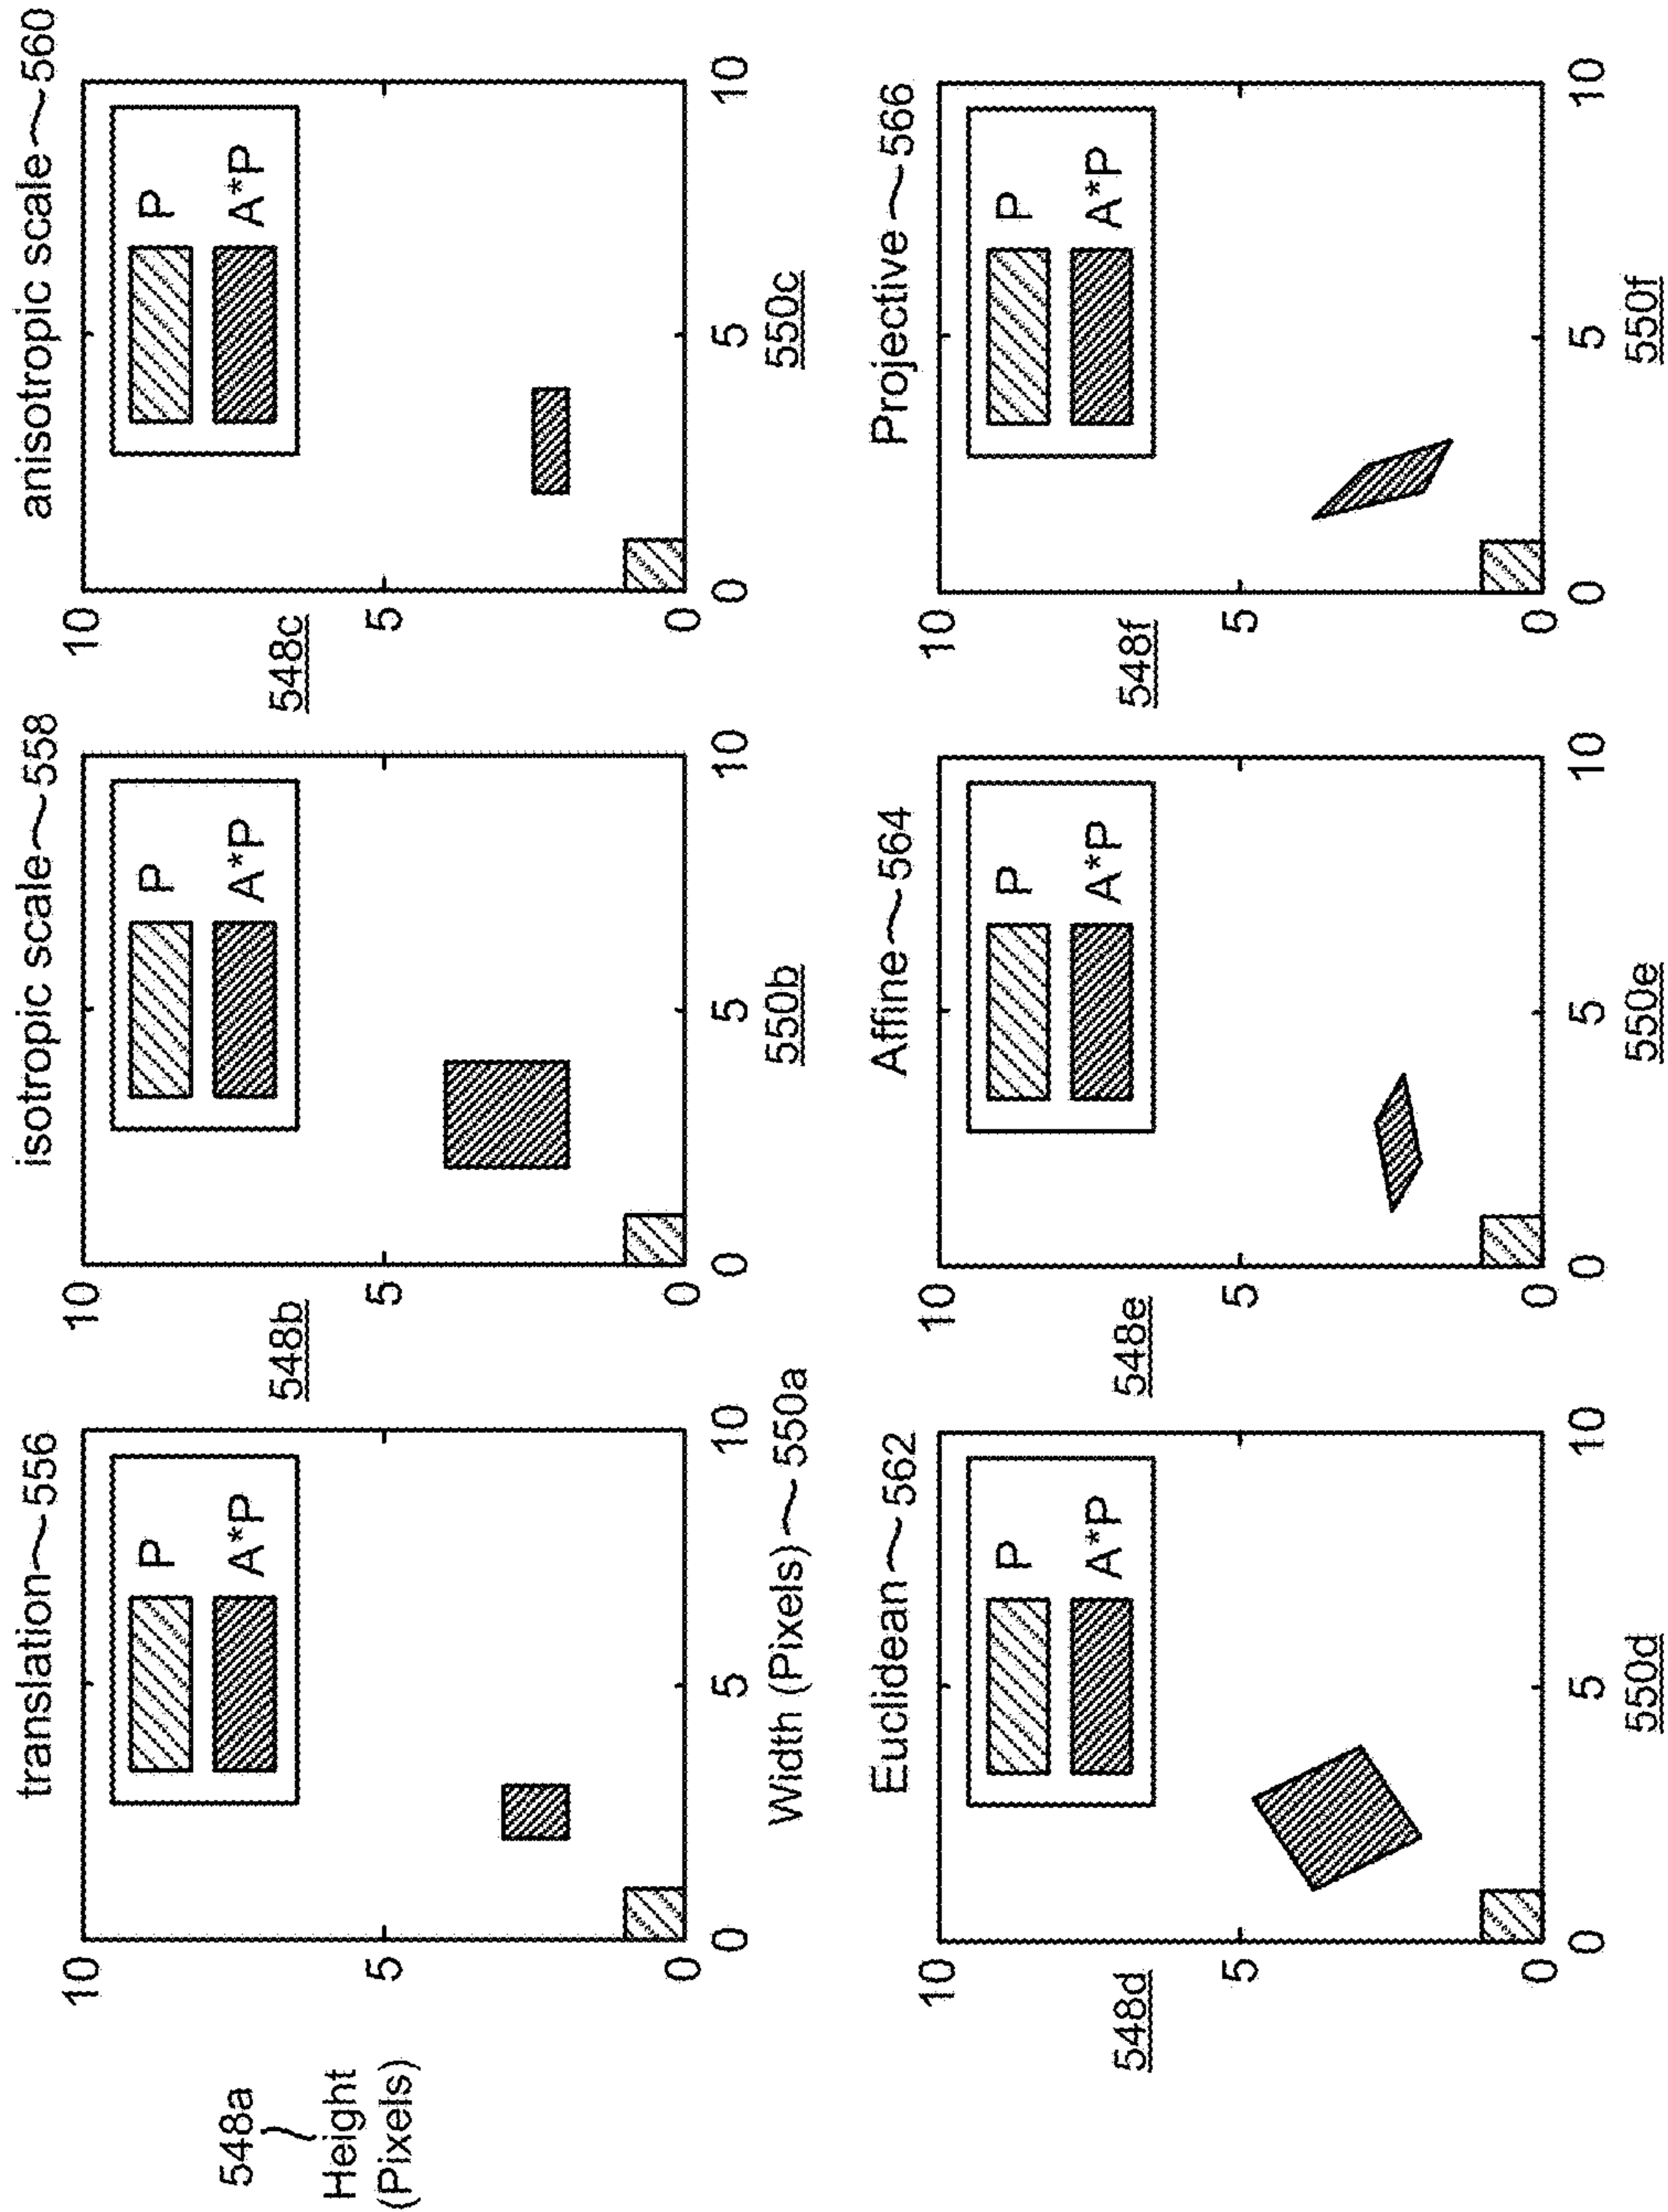 translation~556
548a
Height
(Pixels)
10
5
0
P
A*P
0
5
10
Width (Pixels)~550a
isotropic scale~558
548b
10
5
0
P
A*P
0
5
10
550b
anisotropic scale~560
548c
10
5
0
P
A*P
0
5
10
550c
Euclidean~562
548d
10
5
0
P
A*P
0
5
10
550d
Affine~564
548e
10
5
0
P
A*P
0
5
10
550e
Projective~566
548f
10
5
0
P
A*P
0
5
10
550f